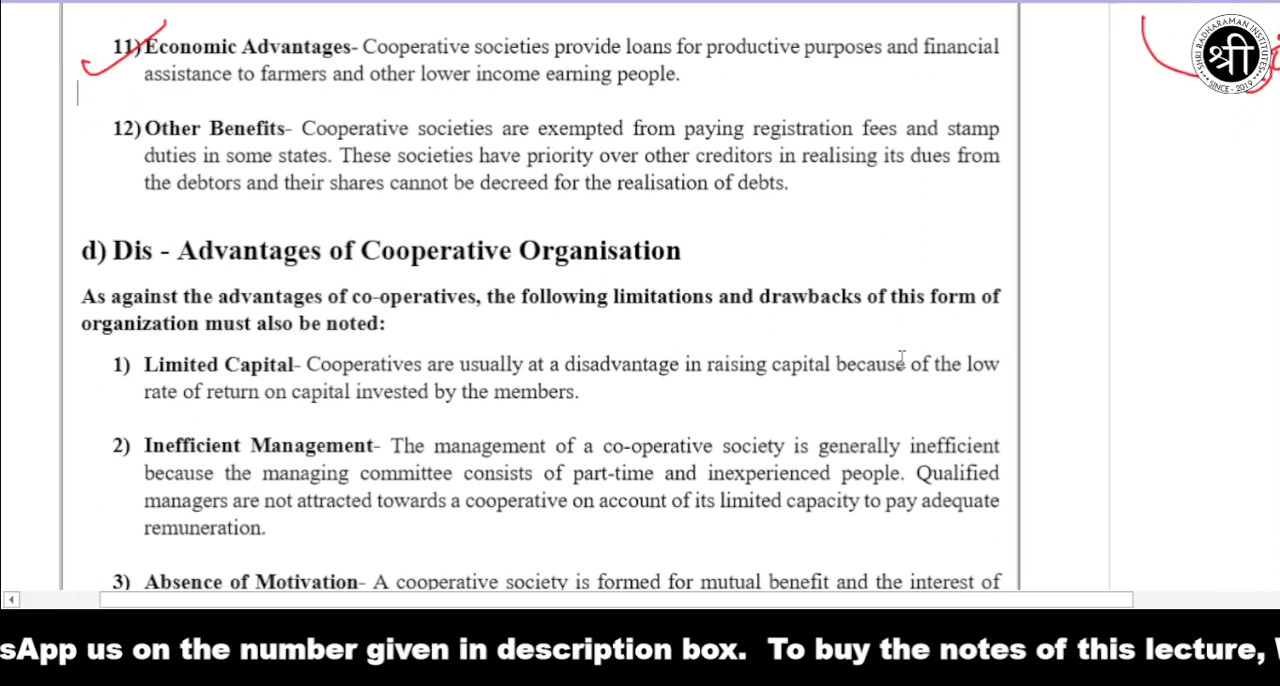 11) Economic Advantages- Cooperative societies provide loans for productive purposes and financial
assistance to farmers and other lower income earning people.
12) Other Benefits- Cooperative societies are exempted from paying registration fees and stamp
duties in some states. These societies have priority over other creditors in realising its dues from
the debtors and their shares cannot be decreed for the realisation of debts.
d) Dis - Advantages of Cooperative Organisation
As against the advantages of co-operatives, the following limitations and drawbacks of this form of
organization must also be noted:
1) Limited Capital- Cooperatives are usually at a disadvantage in raising capital because of the low
rate of return on capital invested by the members.
2) Inefficient Management- The management of a co-operative society is generally inefficient
because the managing committee consists of part-time and inexperienced people. Qualified
managers are not attracted towards a cooperative on account of its limited capacity to pay adequate
remuneration.
3) Absence of Motivation- A cooperative society is formed for mutual benefit and the interest of
SHRI RADHARAMAN INSTITUTES
श्री
SINCE - 2019
sApp us on the number given in description box. To buy the notes of this lecture,